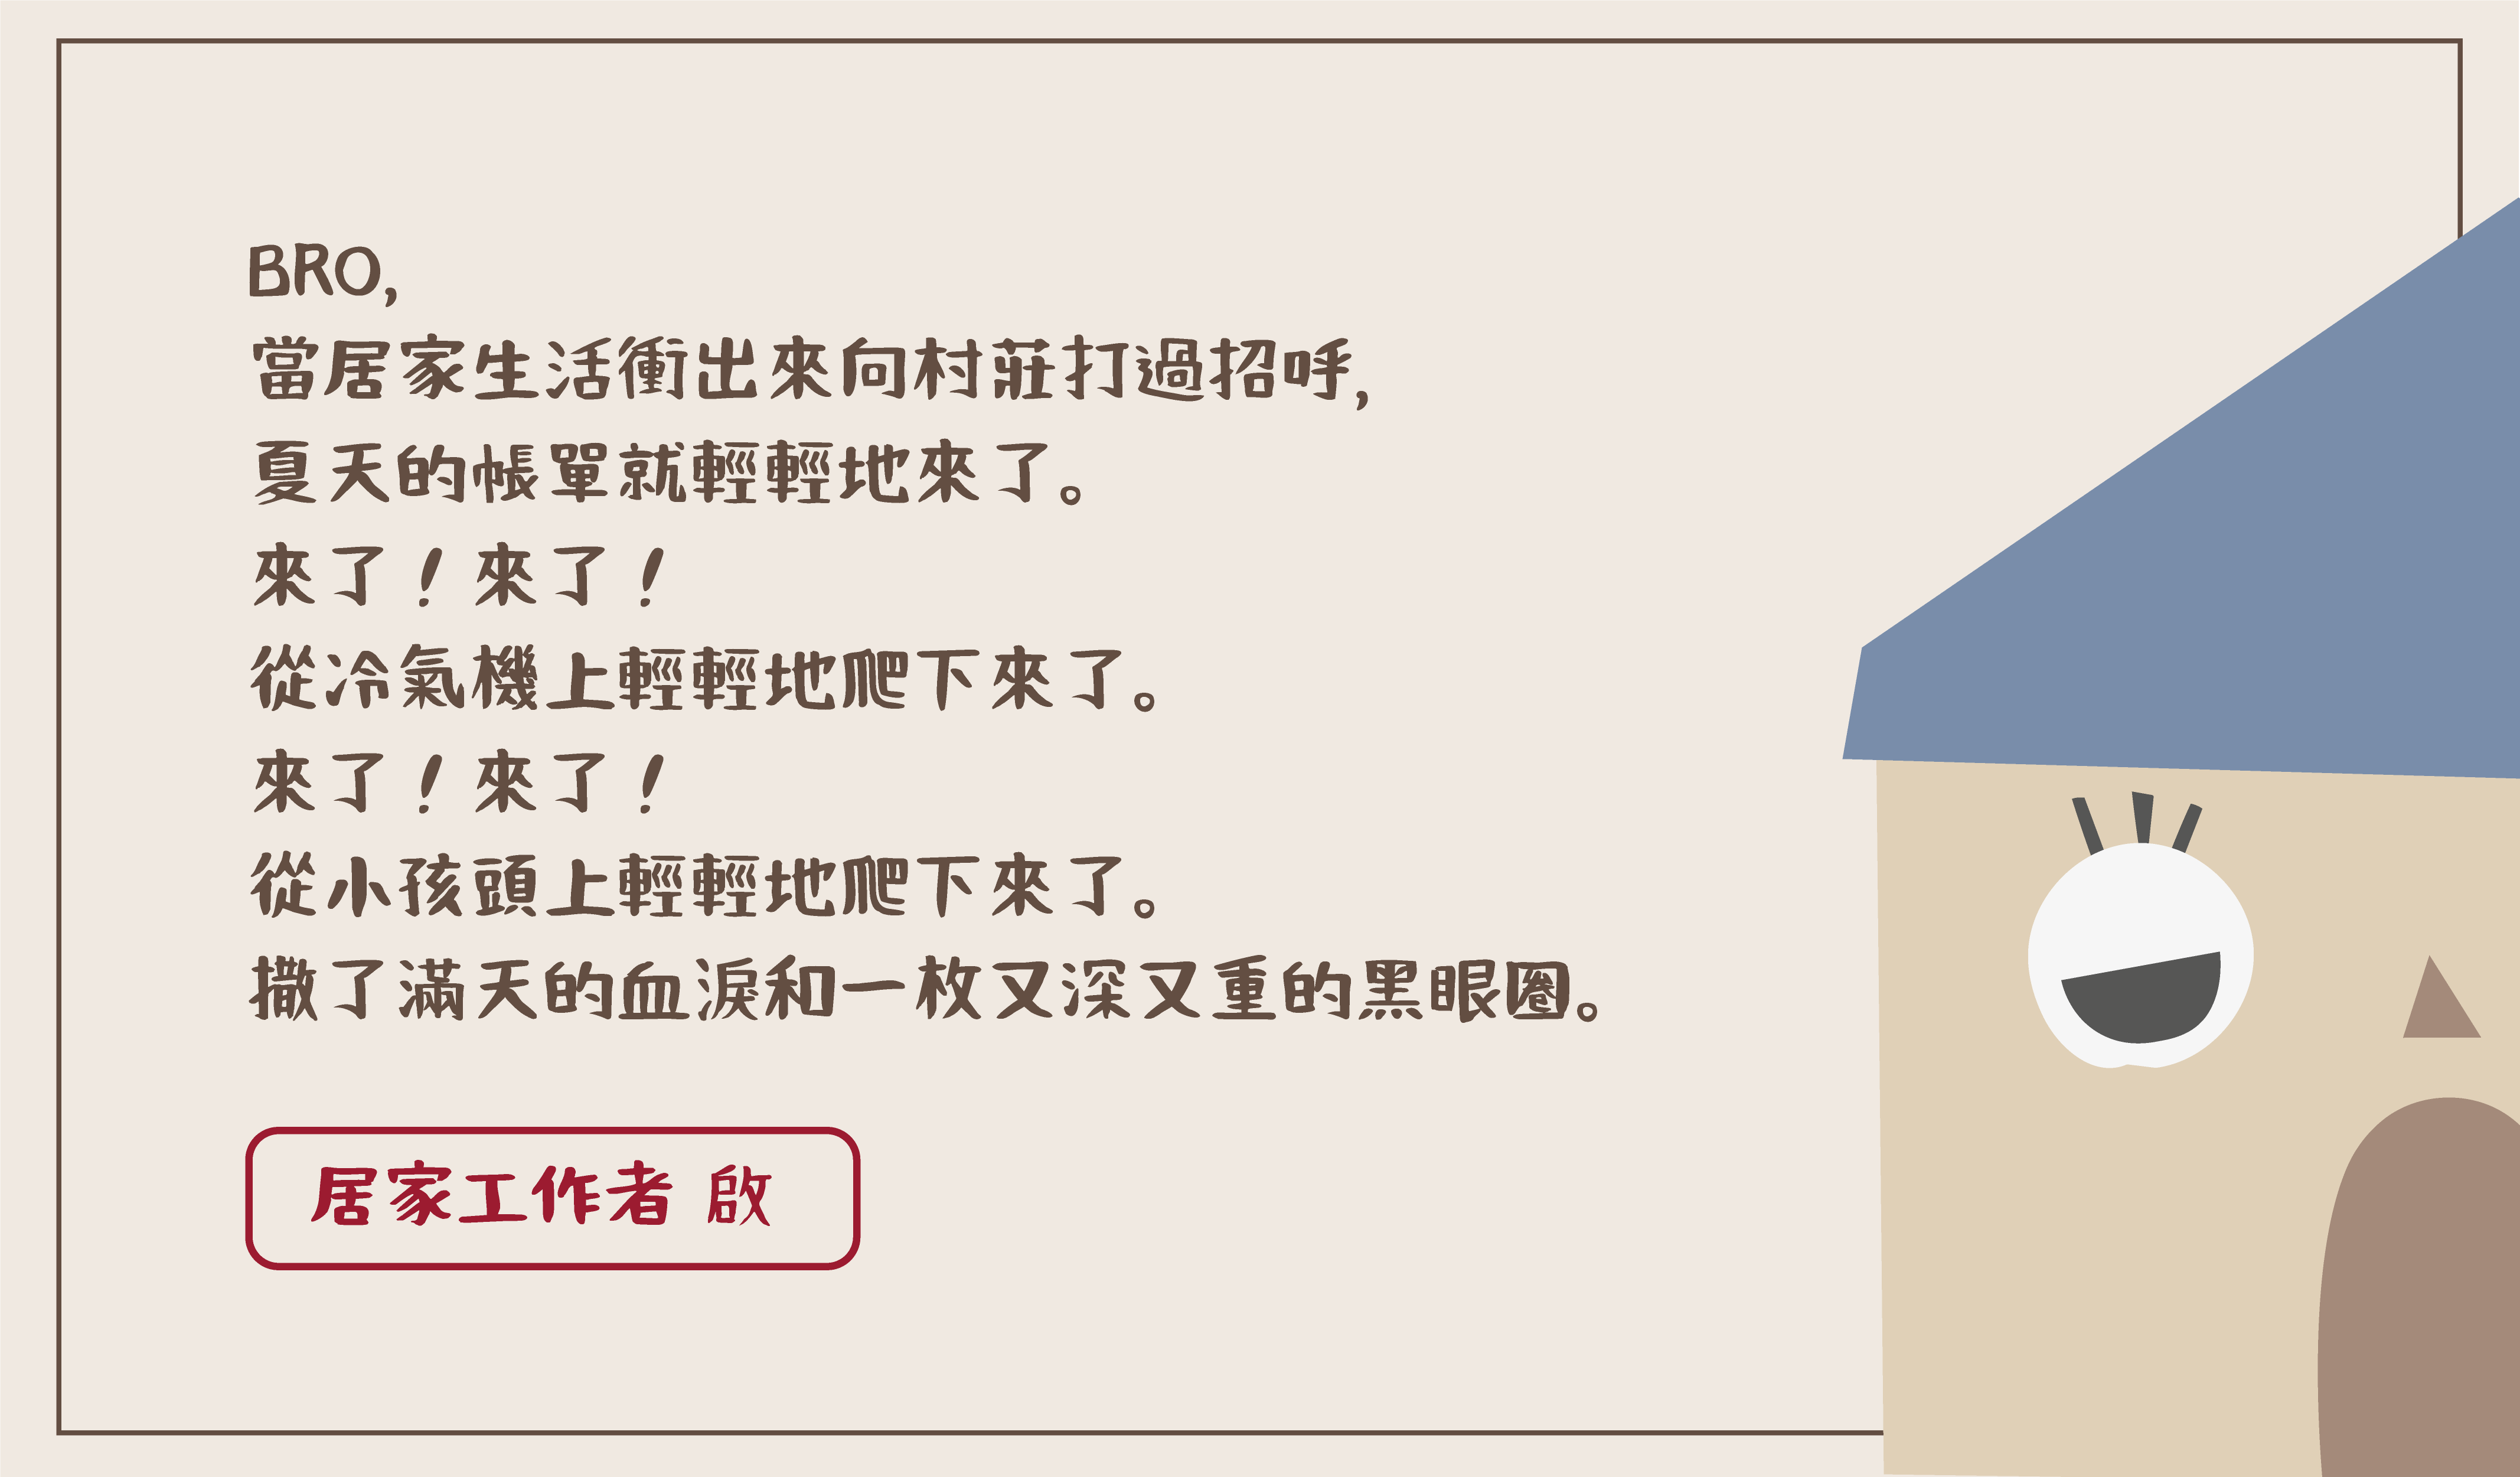 BRO,
當居家生活衝出來向村莊打過招呼,
夏天的帳單就輕輕地來了。
來了！來了！
從冷氣機上輕輕地爬下來了。
來了！來了！
從小孩頭上輕輕地爬下來了。
撒了滿天的血淚和一枚又深又重的黑眼圈。
居家工作者 啟